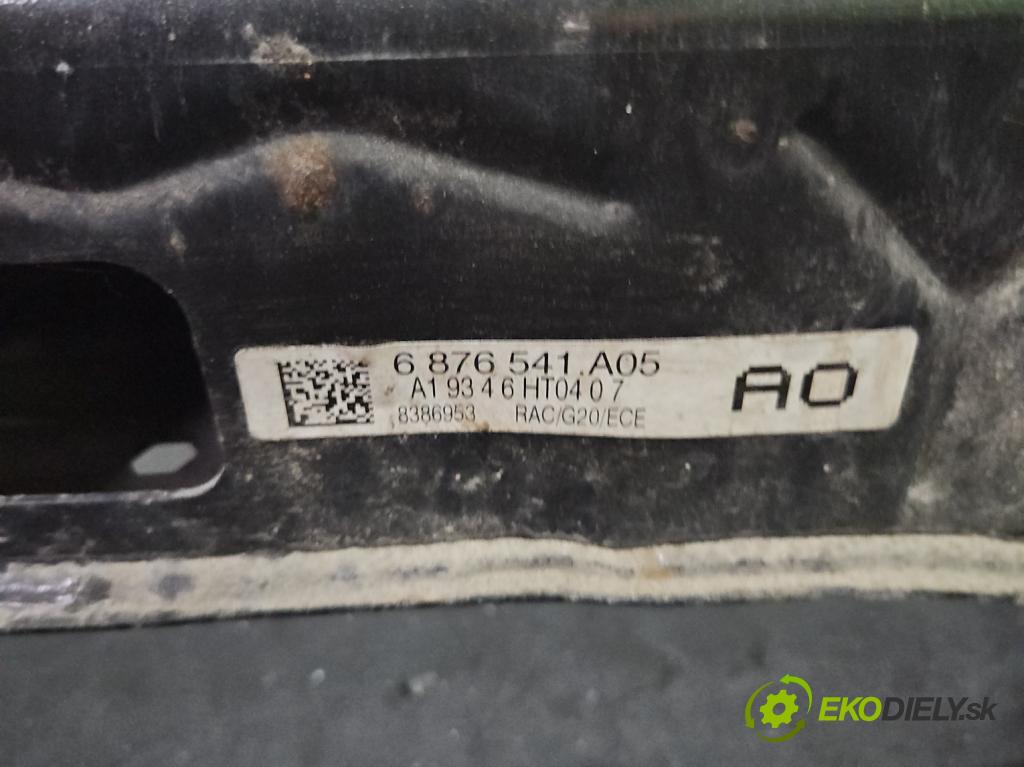 6 876 541.A05
A1 93 4 6 HT04 0 7
8386953 RAC/G20/ECE
AO
EKODIELY.sk